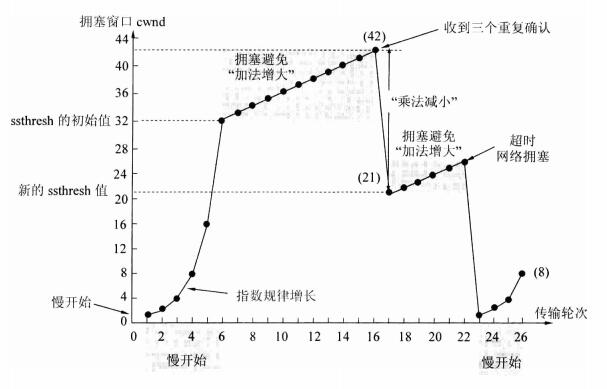 拥塞窗口 cwnd
44
40
36
32
28
24
20
16
12
8
4
0
ssthresh 的初始值
新的 ssthresh 值
慢开始
(42)
收到三个重复确认
拥塞避免
“加法增大”
“乘法减小”
拥塞避免
“加法增大”
超时
网络拥塞
(21)
指数规律增长
(8)
0 2 4 6 8 10 12 14 16 18 20 22 24 26
传输轮次
慢开始
慢开始